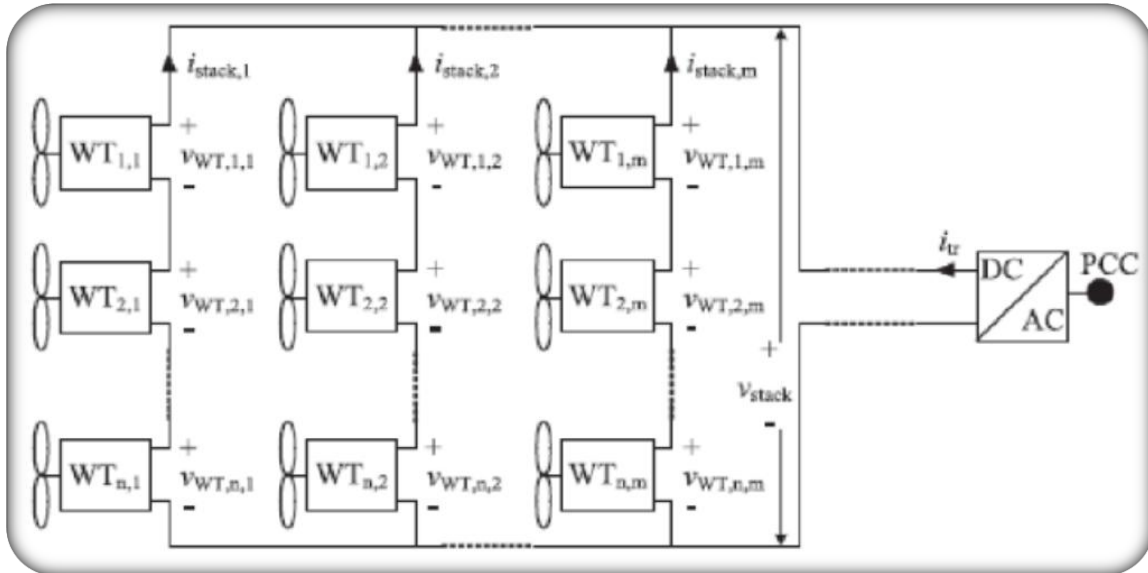 i_stack,1 i_stack,2 i_stack,m
WT_1,1 + v_WT,1,1 - WT_1,2 + v_WT,1,2 - WT_1,m + v_WT,1,m -
i_tr DC AC PCC
WT_2,1 + v_WT,2,1 - WT_2,2 + v_WT,2,2 - WT_2,m + v_WT,2,m -
+ v_stack -
WT_n,1 + v_WT,n,1 - WT_n,2 + v_WT,n,2 - WT_n,m + v_WT,n,m -